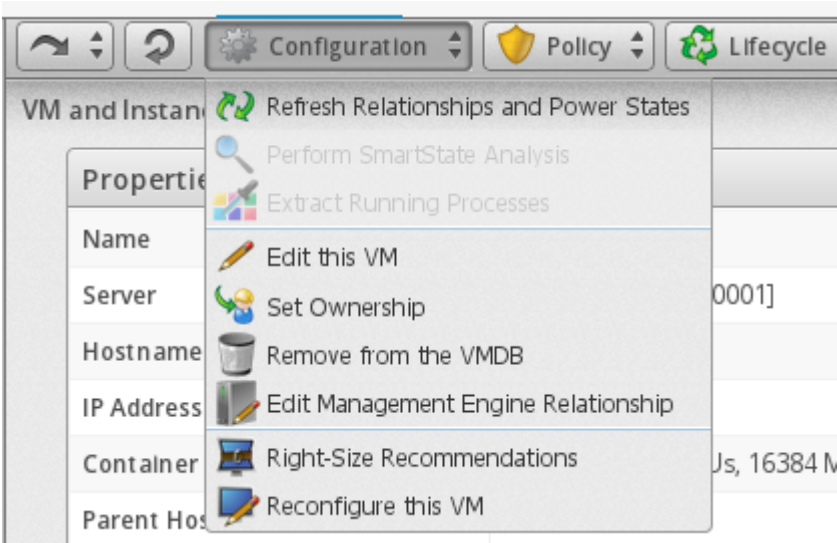 Configuration
Policy
Lifecycle
VM and Instan
Refresh Relationships and Power States
Perform SmartState Analysis
Propertie
Extract Running Processes
Name
Edit this VM
Server
Set Ownership
0001]
Hostname
Remove from the VMDB
IP Address
Edit Management Engine Relationship
Container
Right-Size Recommendations
Us, 16384 M
Parent Hos
Reconfigure this VM